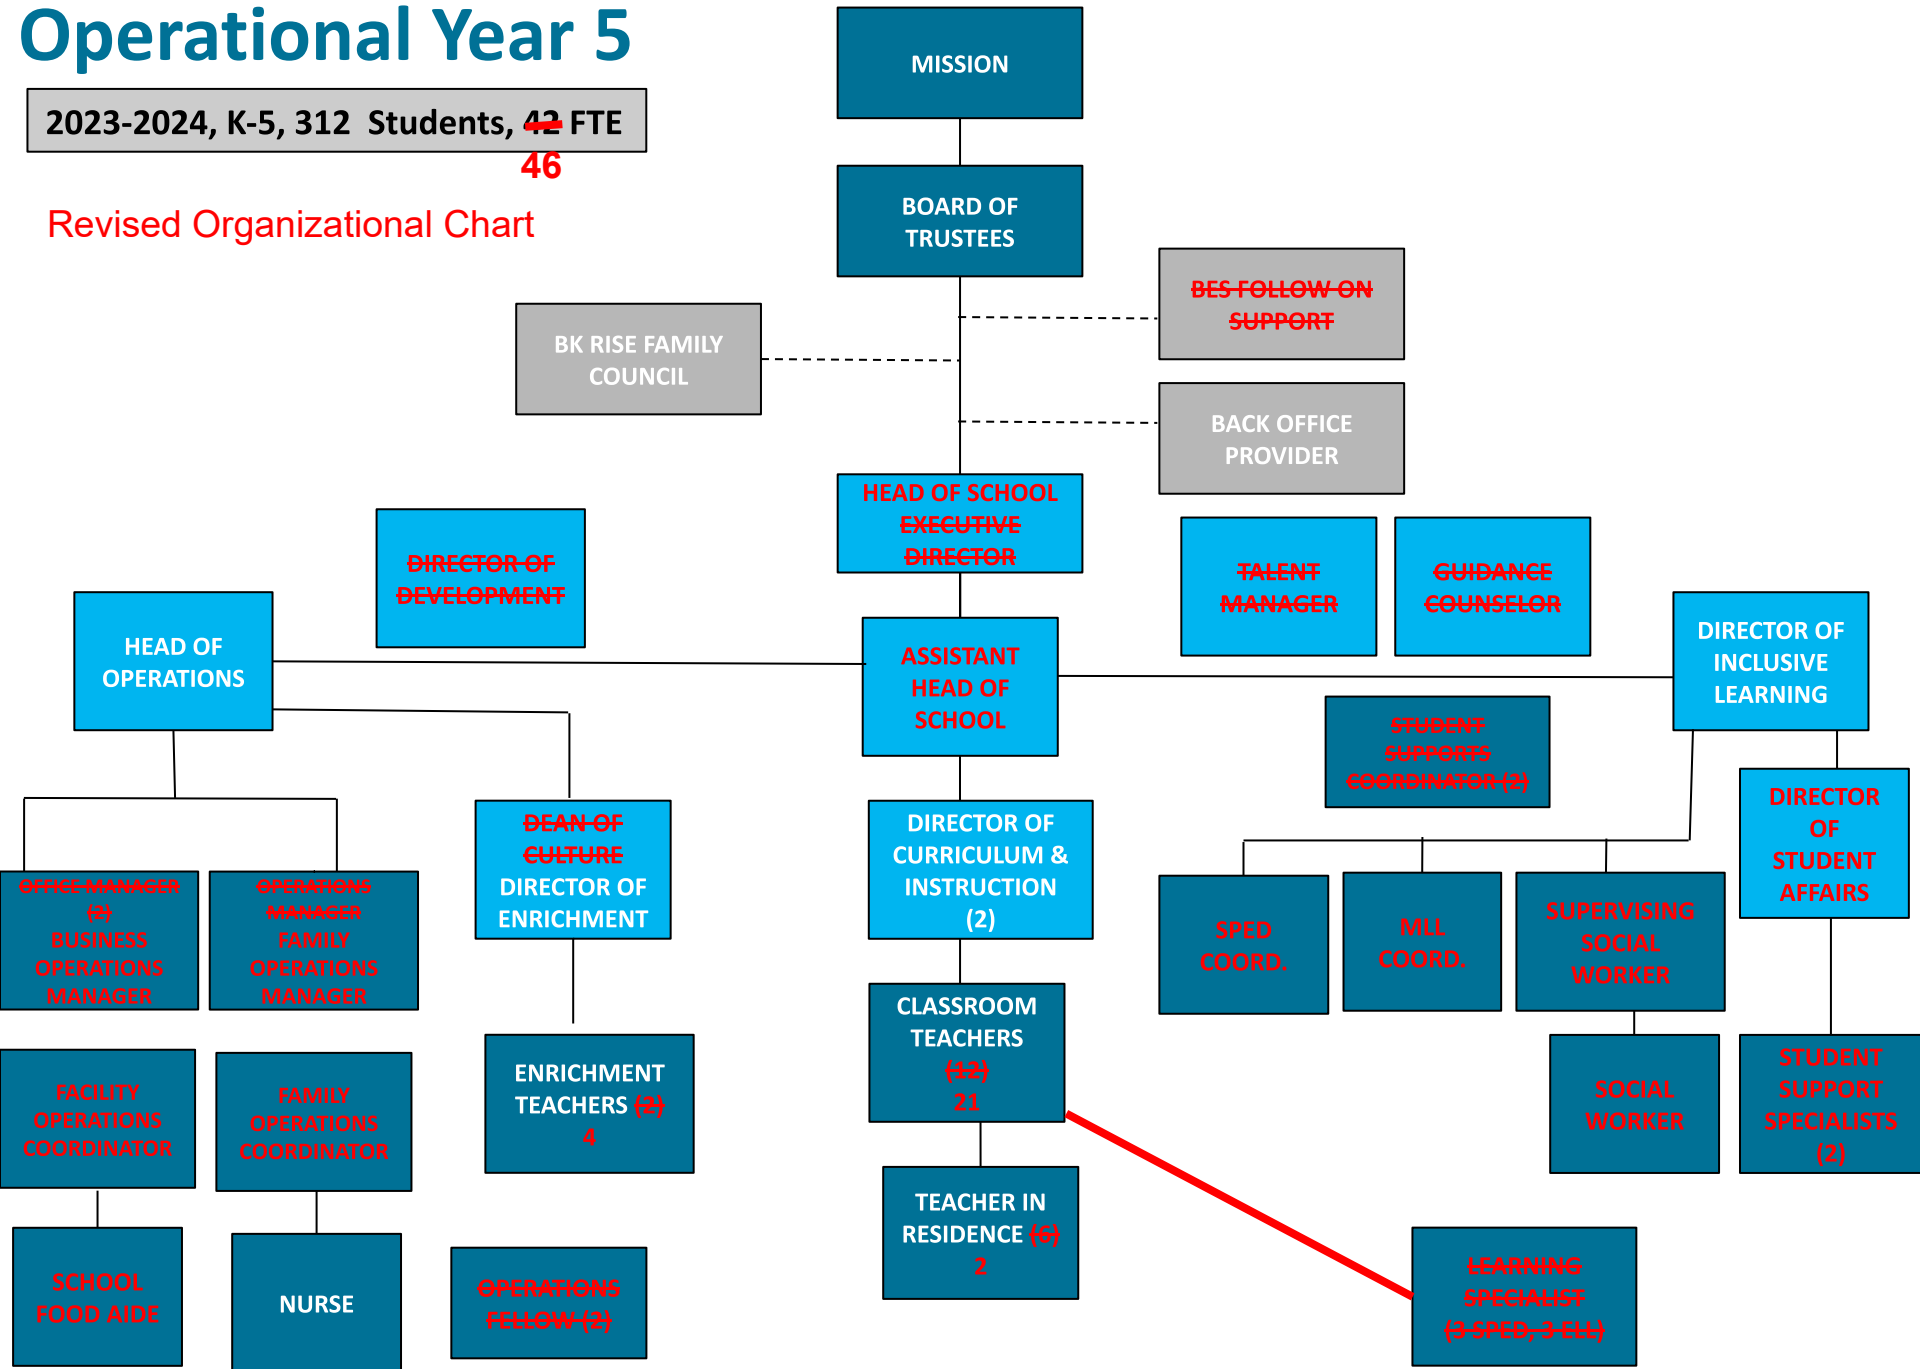 Operational Year 5
2023-2024, K-5, 312 Students, 42 FTE
46
Revised Organizational Chart
MISSION
BOARD OF
TRUSTEES
BES FOLLOW ON
SUPPORT
BK RISE FAMILY
COUNCIL
BACK OFFICE
PROVIDER
HEAD OF SCHOOL
EXECUTIVE
DIRECTOR
DIRECTOR OF
DEVELOPMENT
TALENT
MANAGER
GUIDANCE
COUNSELOR
HEAD OF
OPERATIONS
ASSISTANT
HEAD OF
SCHOOL
DIRECTOR OF
INCLUSIVE
LEARNING
STUDENT
SUPPORTS
COORDINATOR (2)
DEAN OF
CULTURE
DIRECTOR OF
ENRICHMENT
DIRECTOR OF
CURRICULUM &
INSTRUCTION
(2)
DIRECTOR
OF
STUDENT
AFFAIRS
OFFICE MANAGER
(2)
BUSINESS
OPERATIONS
MANAGER
OPERATIONS
MANAGER
FAMILY
OPERATIONS
MANAGER
SPED
COORD.
MLL
COORD.
SUPERVISING
SOCIAL
WORKER
CLASSROOM
TEACHERS
(12)
21
ENRICHMENT
TEACHERS (2)
4
FACILITY
OPERATIONS
COORDINATOR
FAMILY
OPERATIONS
COORDINATOR
SOCIAL
WORKER
STUDENT
SUPPORT
SPECIALISTS
(2)
TEACHER IN
RESIDENCE (6)
2
SCHOOL
FOOD AIDE
NURSE
OPERATIONS
FELLOW (2)
LEARNING
SPECIALIST
(3 SPED, 3 ELL)